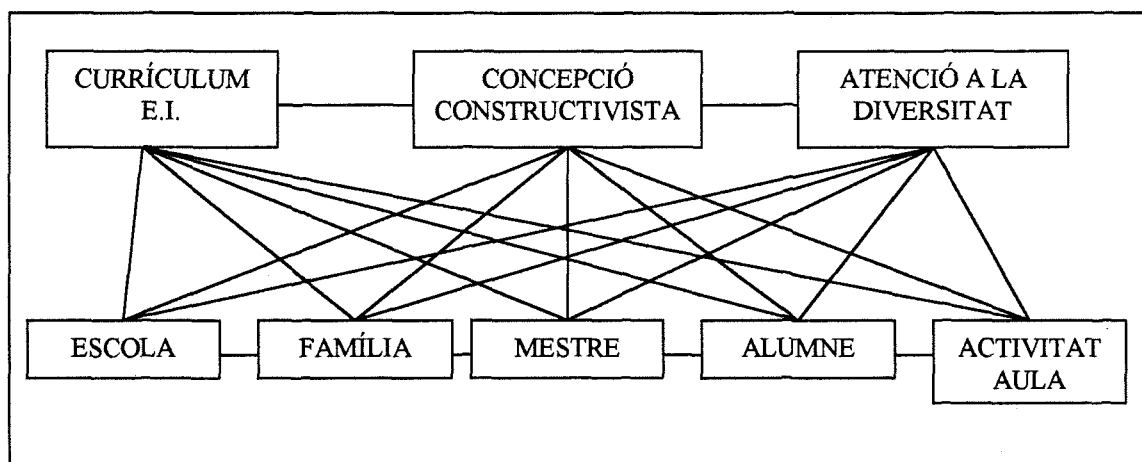 CURRÍCULUM
E.I.
CONCEPCIÓ
CONSTRUCTIVISTA
ATENCIÓ A LA
DIVERSITAT
ESCOLA
FAMÍLIA
MESTRE
ALUMNE
ACTIVITAT
AULA